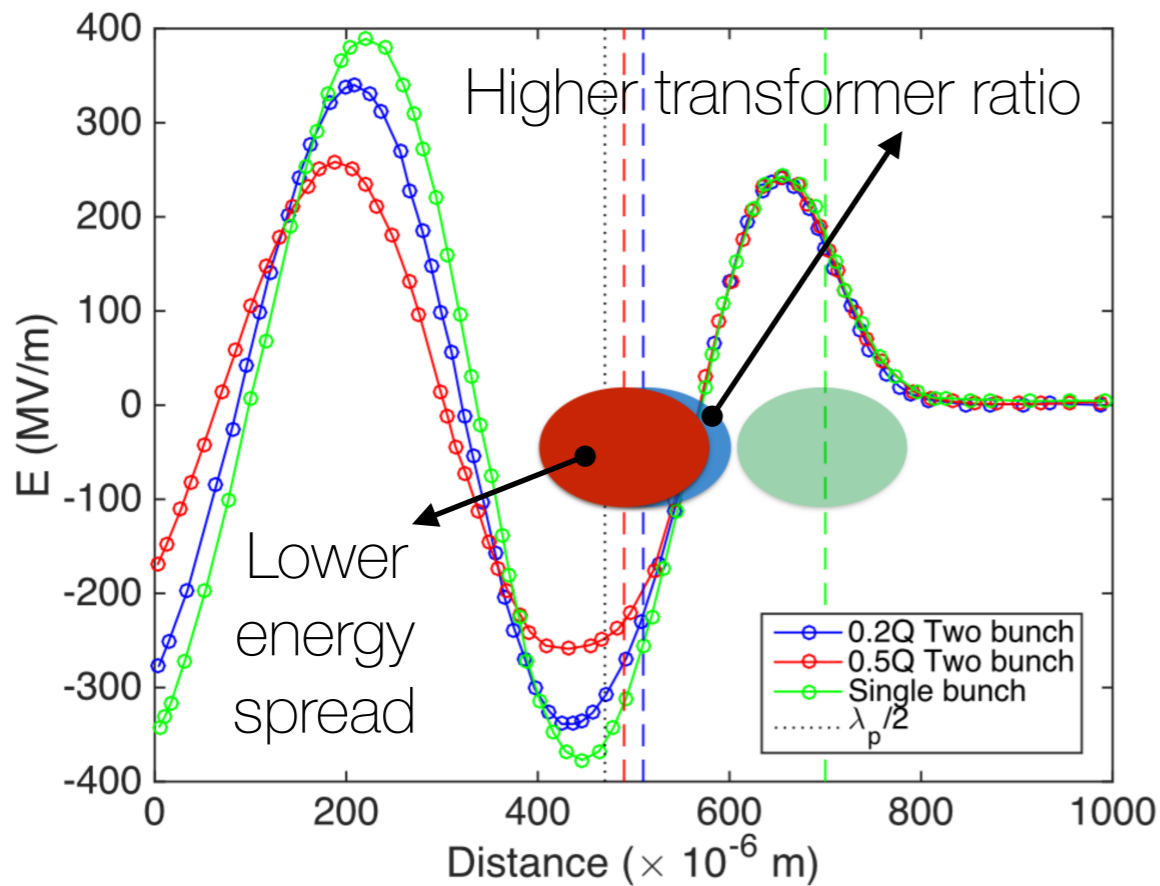 400
300
200
100
0
-100
-200
-300
-400
E (MV/m)
Higher transformer ratio
Lower
energy
spread
0.2Q Two bunch
0.5Q Two bunch
Single bunch
λp/2
0
200
400
600
800
1000
Distance (× 10⁻⁶ m)